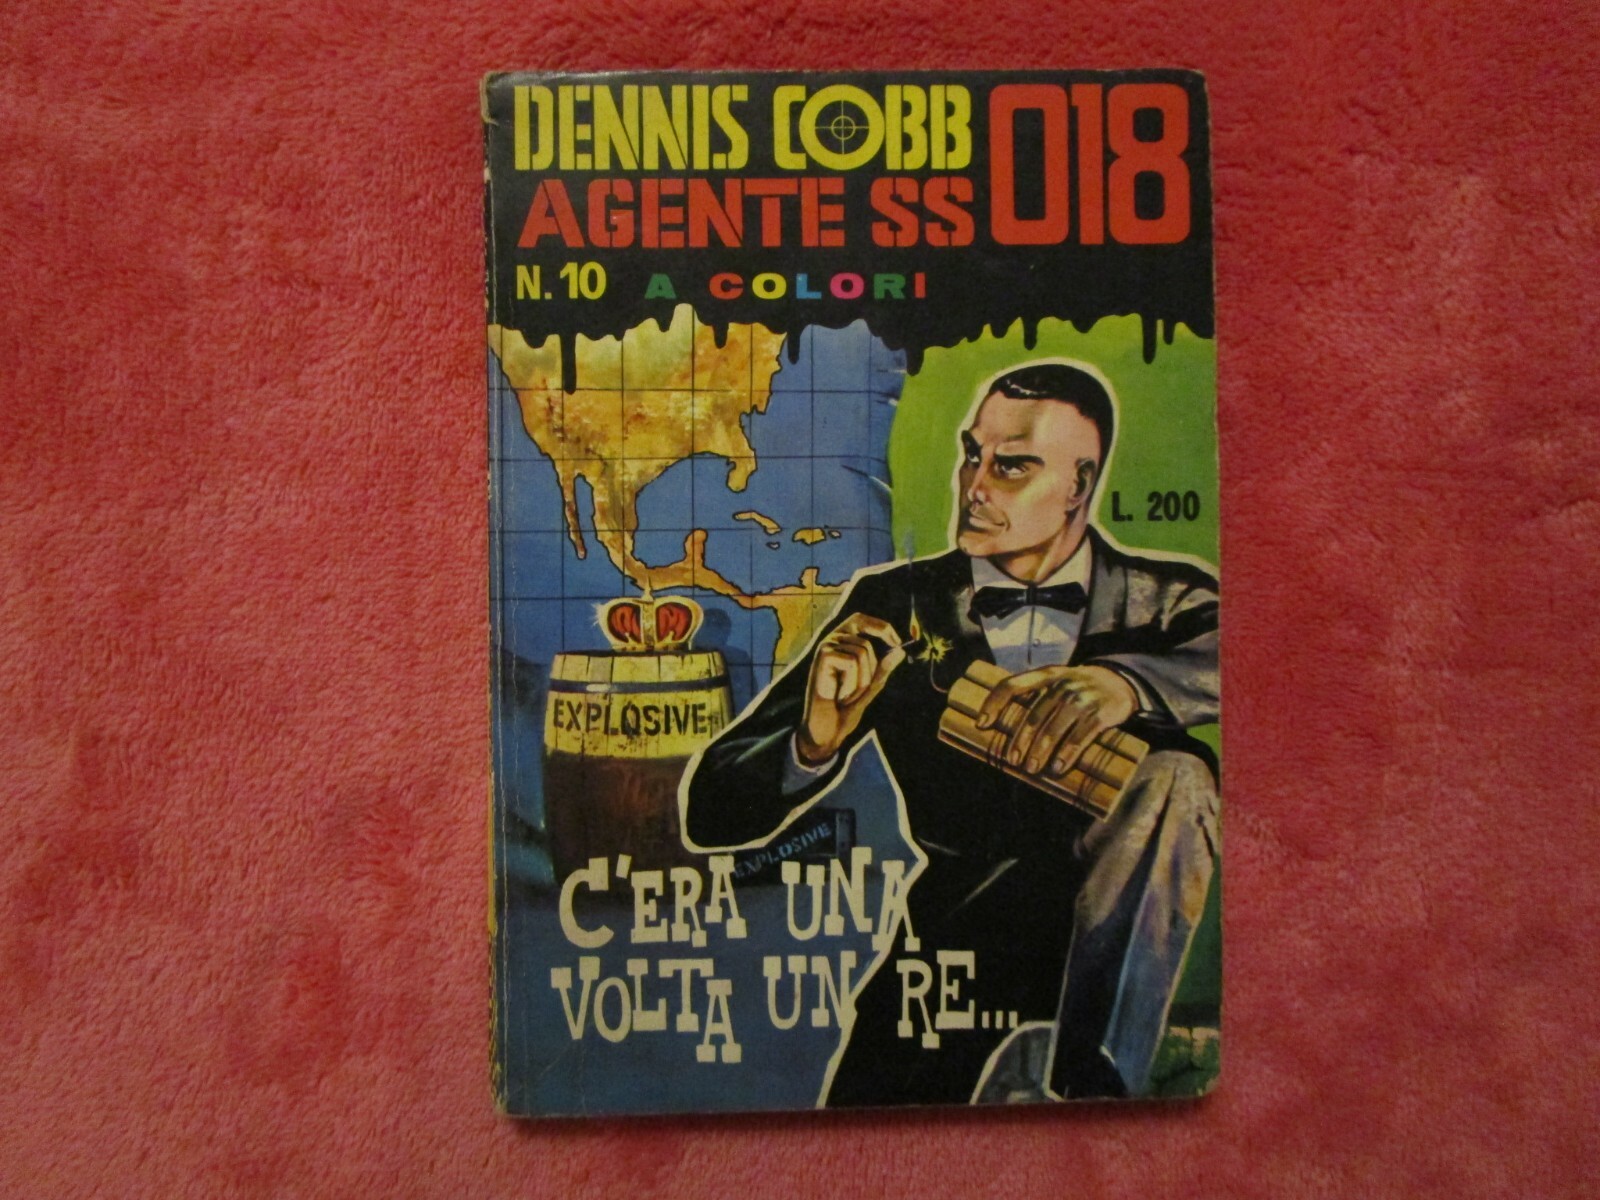 DENNIS COBB
AGENTE SS 018
N. 10 A COLORI
L. 200
EXPLOSIVE
EXPLOSIVE
C'ERA UNA
VOLTA UN RE...